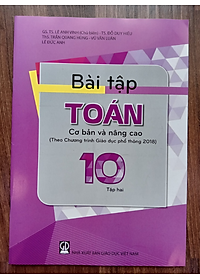 GS. TS. LÊ ANH VINH (Chủ biên) - TS. ĐỖ DUY HIẾU
THS. TRẦN QUANG HÙNG - VŨ VĂN LUÂN
LÊ ĐỨC ANH
Bài tập
TOÁN
Cơ bản và nâng cao
(Theo Chương trình Giáo dục phổ thông 2018)
10
Tập hai
NHÀ XUẤT BẢN GIÁO DỤC VIỆT NAM